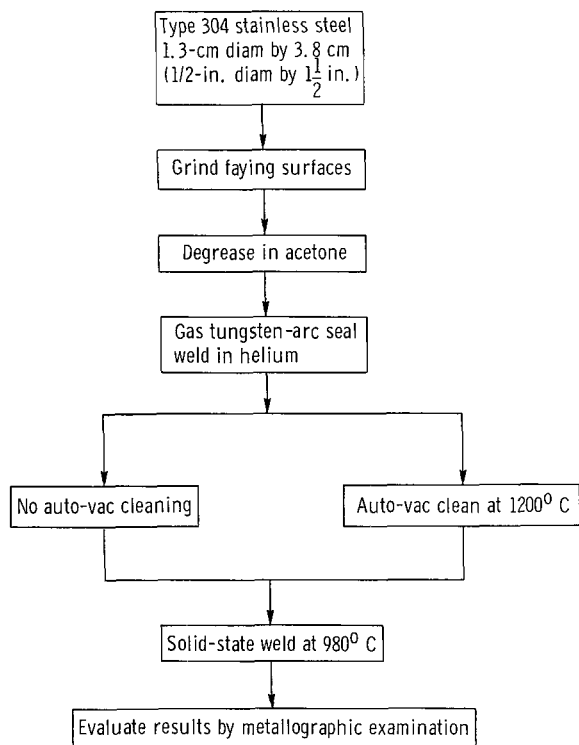 Type 304 stainless steel
1.3-cm diam by 3.8 cm
(1/2-in. diam by 1 1/2 in.)
Grind faying surfaces
Degrease in acetone
Gas tungsten-arc seal
weld in helium
No auto-vac cleaning
Auto-vac clean at 1200⁰ C
Solid-state weld at 980⁰ C
Evaluate results by metallographic examination